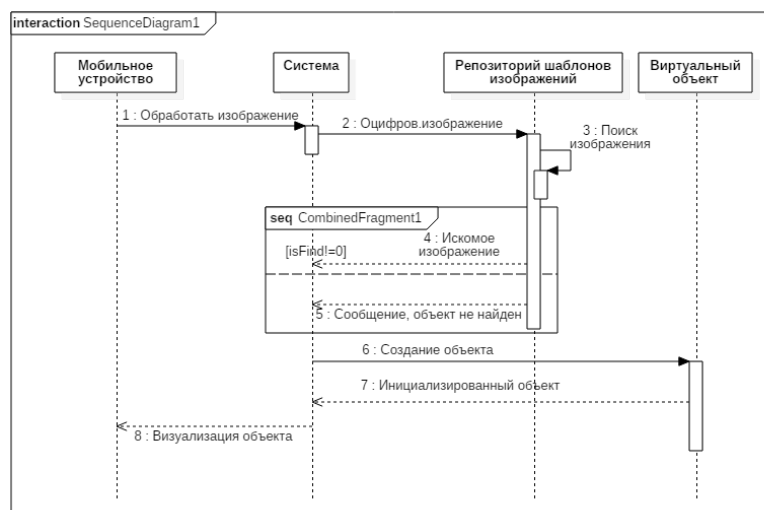 interaction SequenceDiagram1
Мобильное
устройство
Система
Репозиторий шаблонов
изображений
Виртуальный
объект
1 : Обработать изображение
2 : Оцифров.изображение
3 : Поиск
изображения
seq CombinedFragment1
[isFind!=0]
4 : Искомое
изображение
5 : Сообщение, объект не найден
6 : Создание объекта
7 : Инициализированный объект
8 : Визуализация объекта